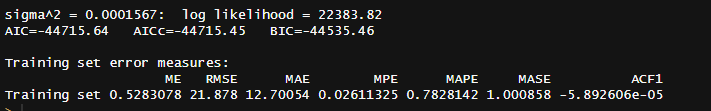 sigma^2 = 0.0001567: log likelihood = 22383.82
AIC=-44715.64 AICc=-44715.45 BIC=-44535.46
Training set error measures:
ME RMSE MAE MPE MAPE MASE ACF1
Training set 0.5283078 21.878 12.70054 0.02611325 0.7828142 1.000858 -5.892606e-05